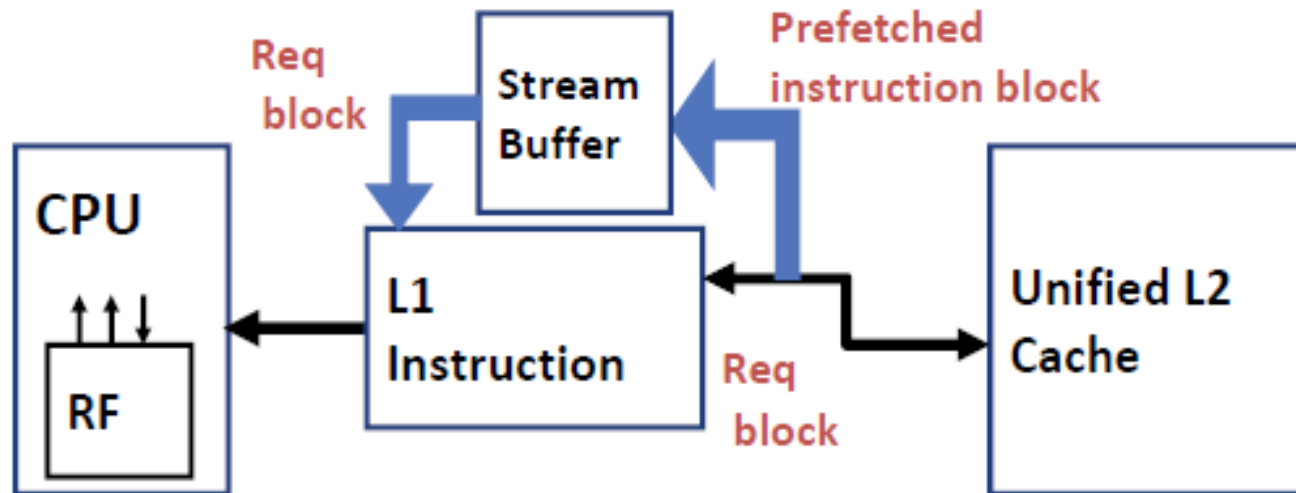 Req
block
Stream
Buffer
Prefetched
instruction block
CPU
RF
L1
Instruction
Req
block
Unified L2
Cache